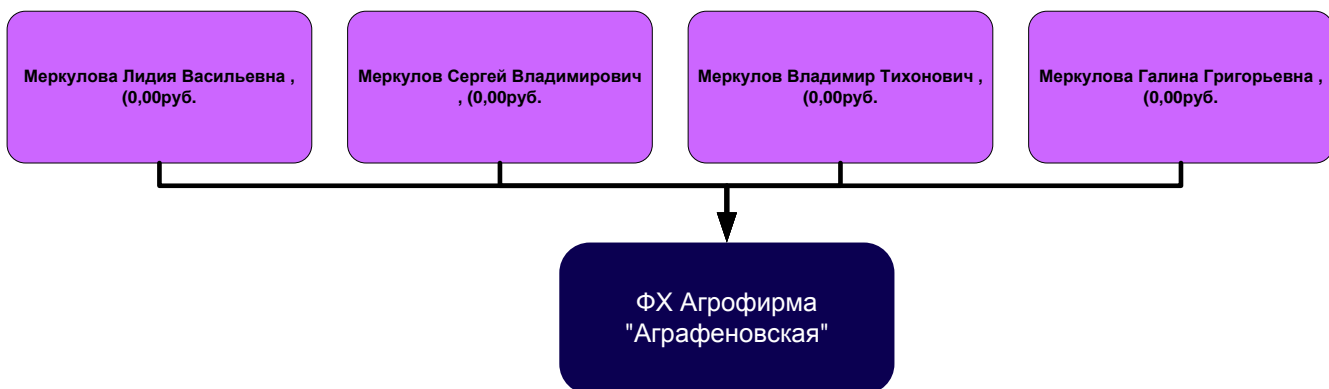 Меркулова Лидия Васильевна ,
(0,00руб.
Меркулов Сергей Владимирович
, (0,00руб.
Меркулов Владимир Тихонович ,
(0,00руб.
Меркулова Галина Григорьевна ,
(0,00руб.
ФХ Агрофирма
"Аграфеновская"